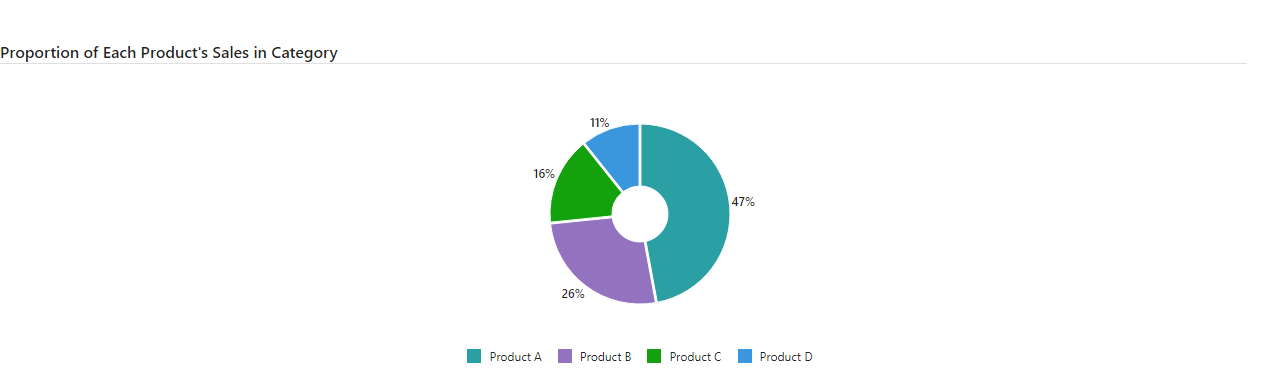 Proportion of Each Product's Sales in Category
11%
16%
47%
26%
Product A Product B Product C Product D